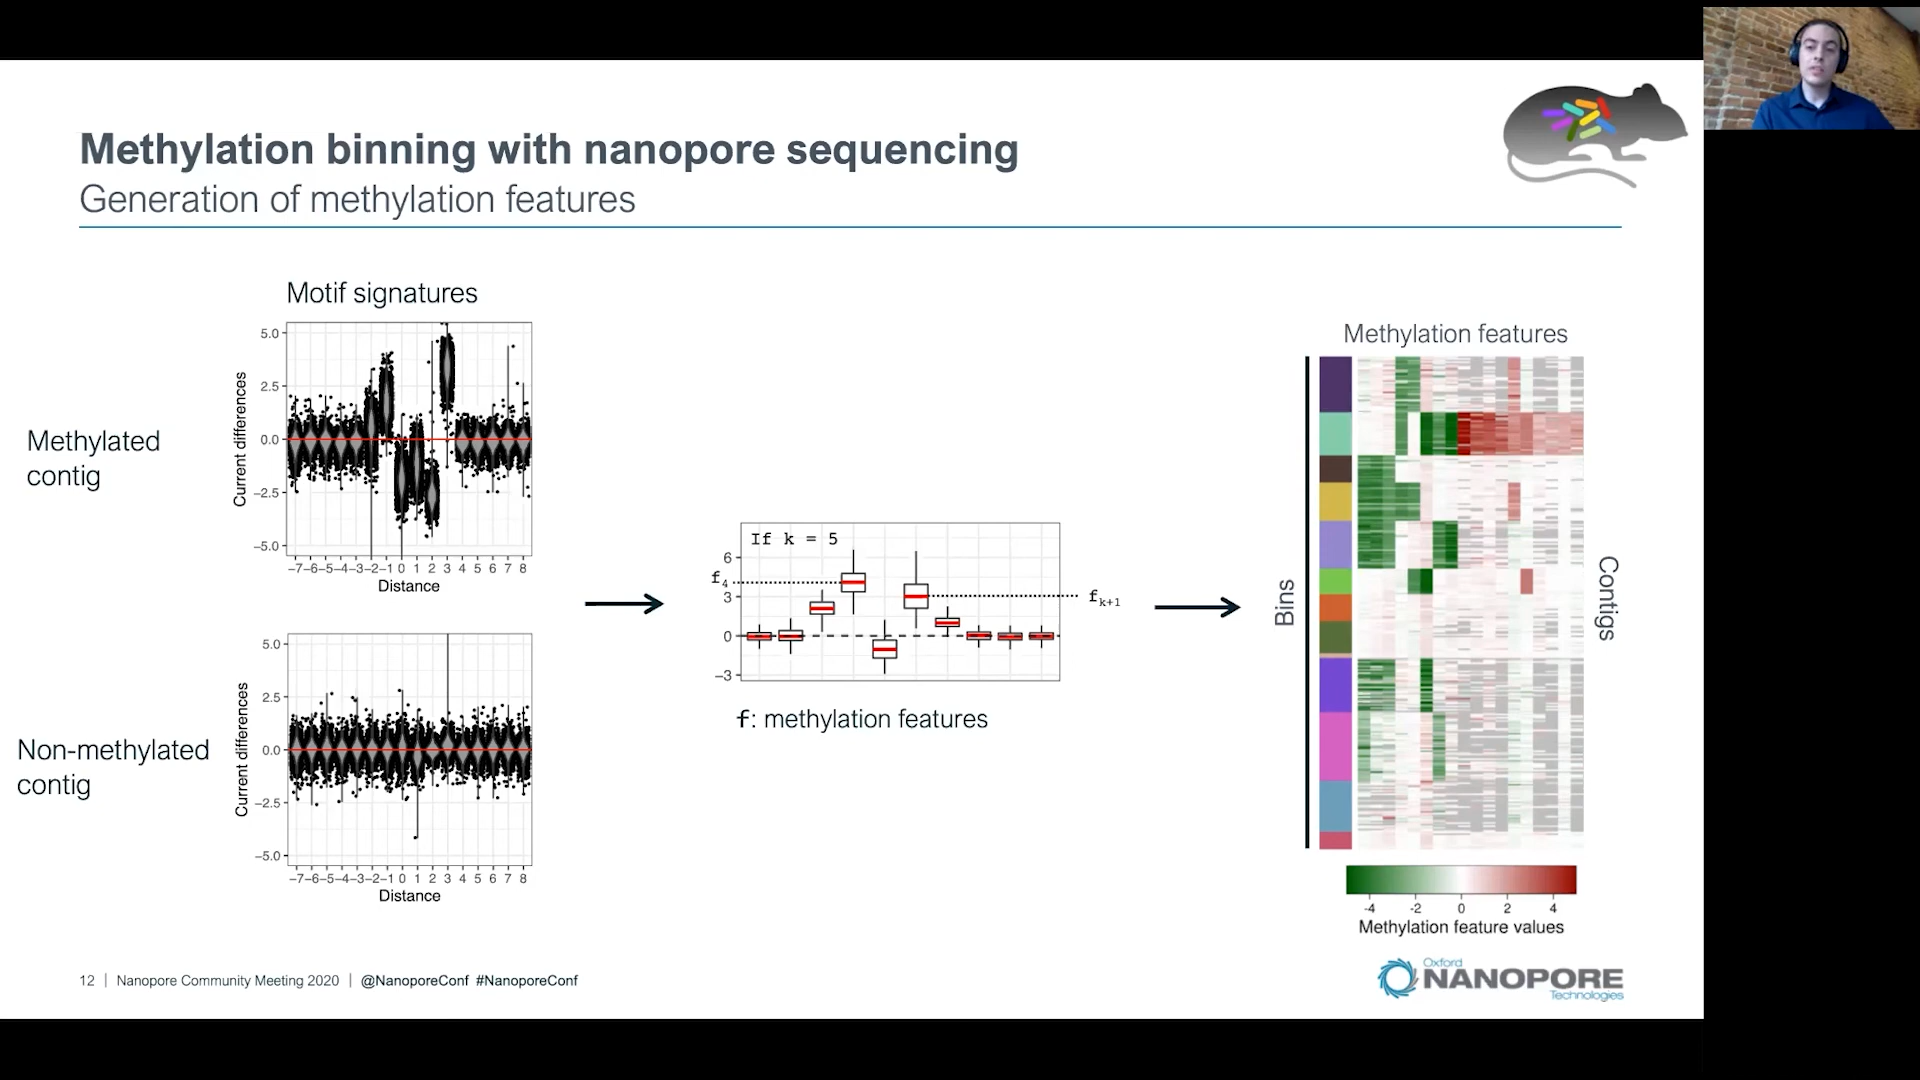 Methylation binning with nanopore sequencing
Generation of methylation features
Motif signatures
Methylated
contig
Current differences
5.0
2.5
0.0
−2.5
−5.0
−7 −6 −5 −4 −3 −2 −1 0 1 2 3 4 5 6 7 8
Distance
Non-methylated
contig
Current differences
5.0
2.5
0.0
−2.5
−5.0
−7 −6 −5 −4 −3 −2 −1 0 1 2 3 4 5 6 7 8
Distance
If k = 5
6
f4
3
0
−3
fk+1
f: methylation features
Methylation features
Bins
Contigs
-4 -2 0 2 4
Methylation feature values
12 | Nanopore Community Meeting 2020 | @NanoporeConf #NanoporeConf
Oxford
NANOPORE
Technologies